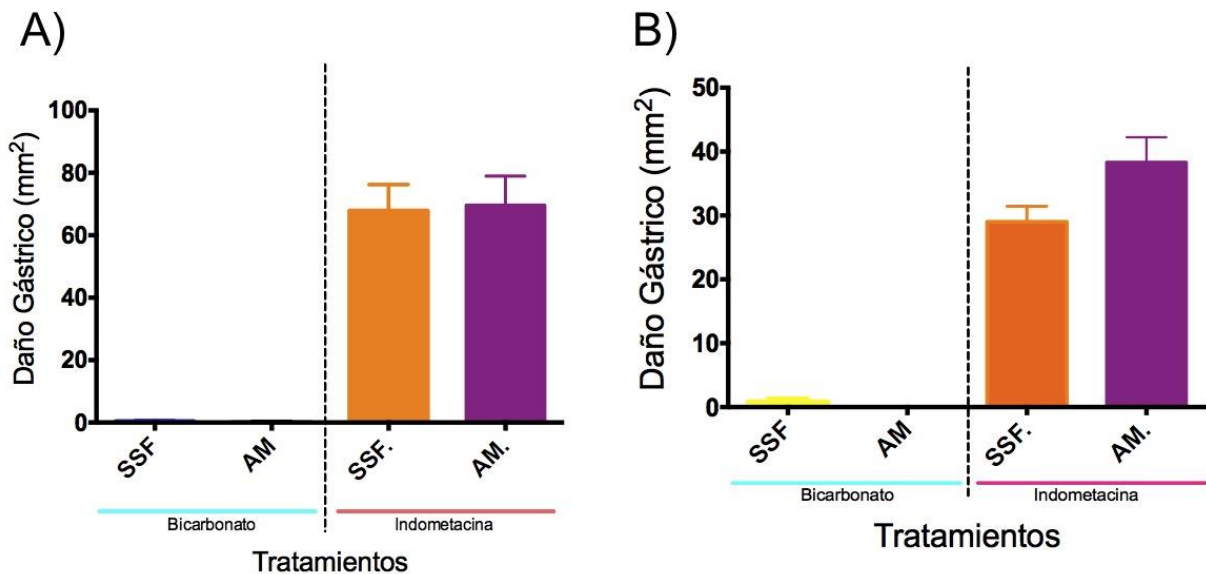 A)
Daño Gástrico (mm²)
100
80
60
40
20
0
SSF
AM
SSF.
AM.
Bicarbonato
Indometacina
Tratamientos
B)
Daño Gástrico (mm²)
50
40
30
20
10
0
SSF
AM
SSF.
AM.
Bicarbonato
Indometacina
Tratamientos